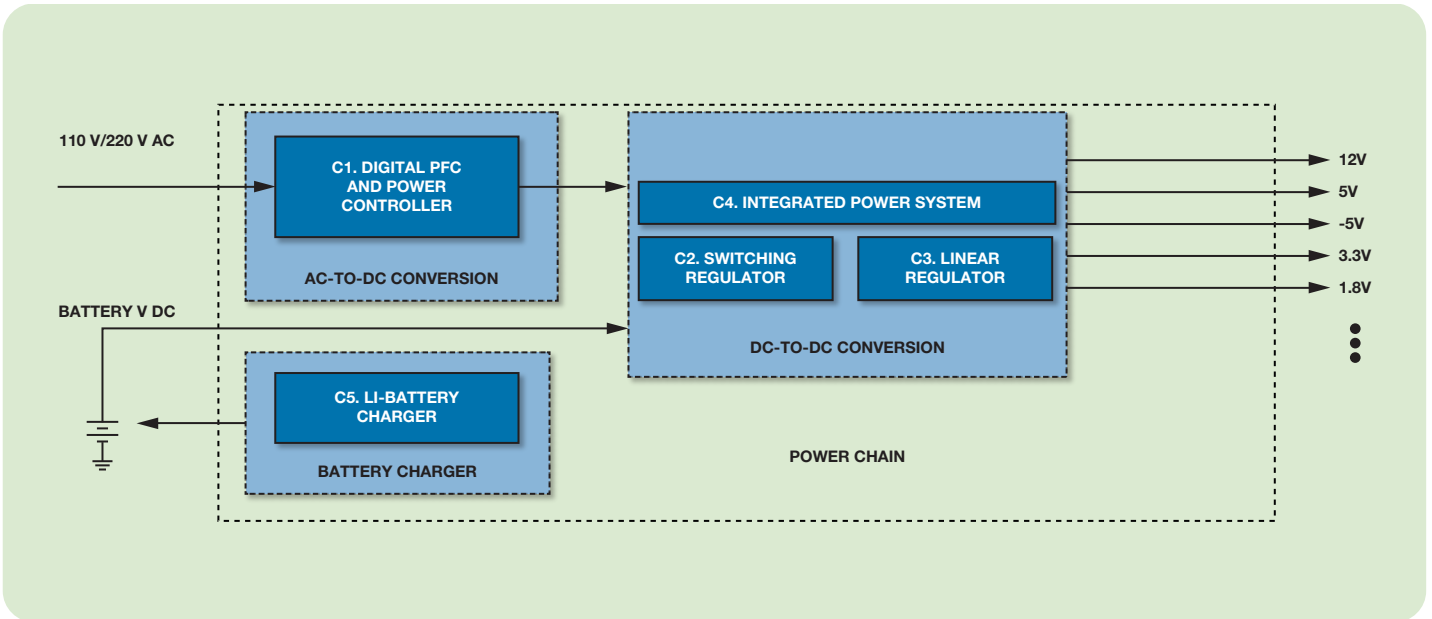 110 V/220 V AC
C1. DIGITAL PFC
AND POWER
CONTROLLER
AC-TO-DC CONVERSION
BATTERY V DC
C5. LI-BATTERY
CHARGER
BATTERY CHARGER
C4. INTEGRATED POWER SYSTEM
C2. SWITCHING
REGULATOR
C3. LINEAR
REGULATOR
DC-TO-DC CONVERSION
POWER CHAIN
12V
5V
-5V
3.3V
1.8V